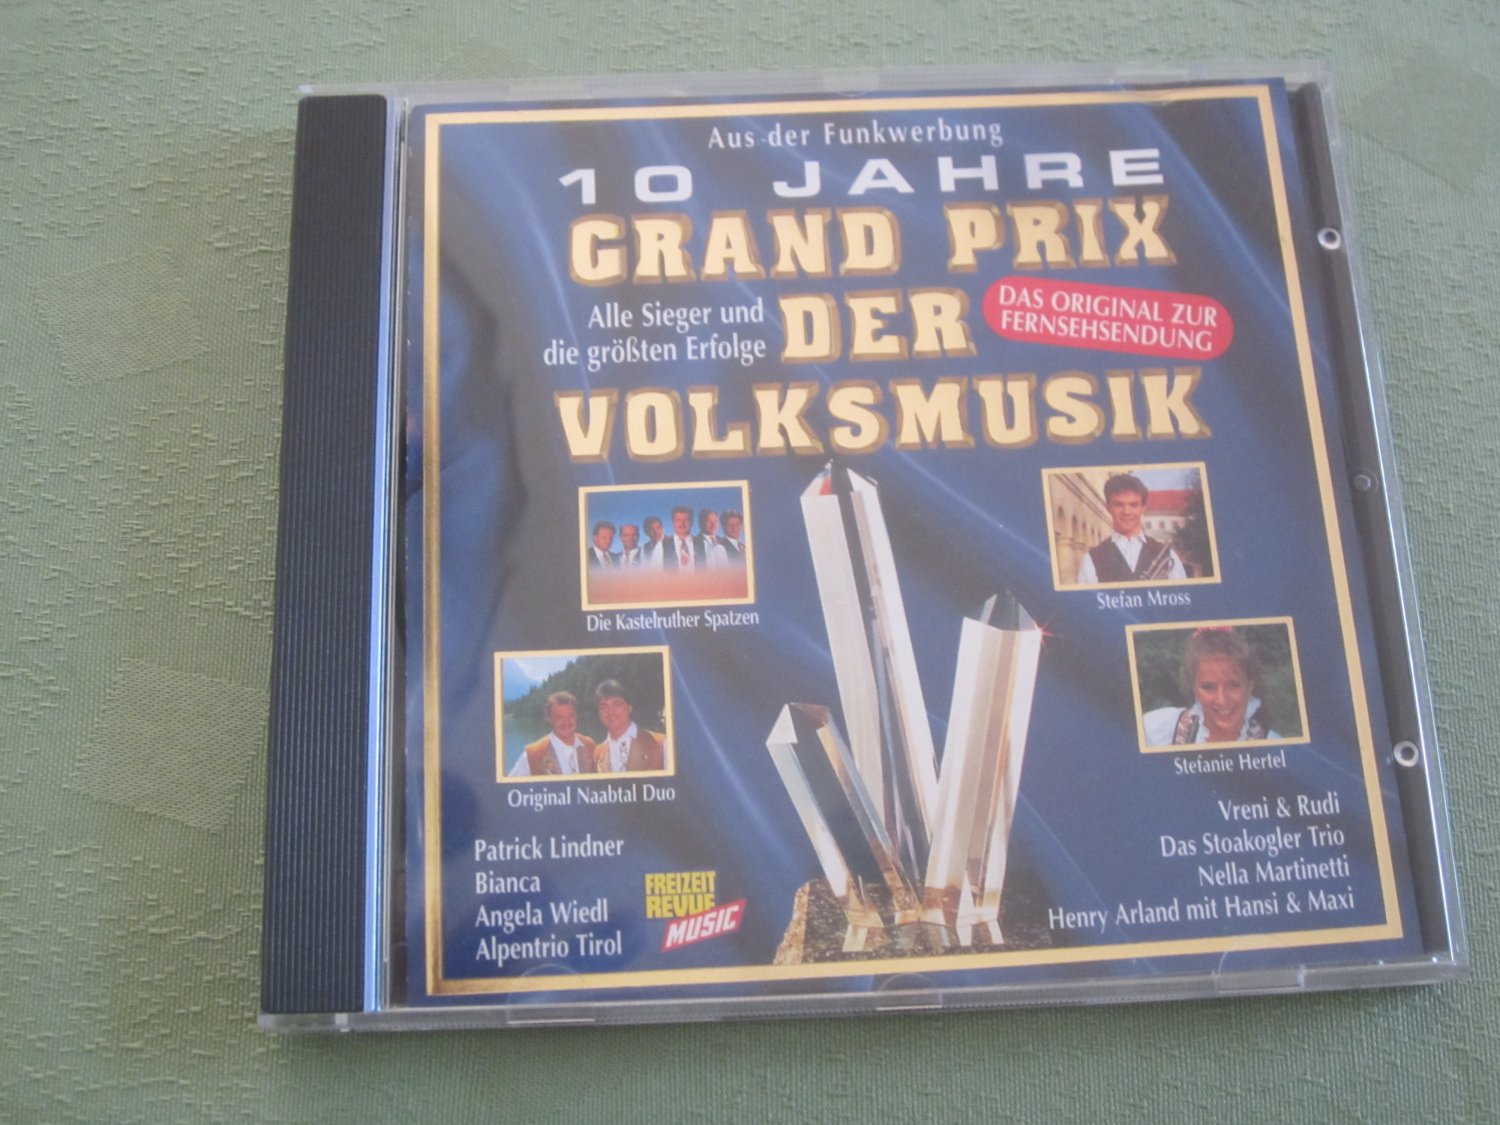 Aus der Funkwerbung
10 JAHRE
GRAND PRIX
Alle Sieger und
die größten Erfolge
DER
DAS ORIGINAL ZUR
FERNSEHSENDUNG
VOLKSMUSIK
Die Kastelruther Spatzen
Stefan Mross
Original Naabtal Duo
Stefanie Hertel
Patrick Lindner
Bianca
Angela Wiedl
Alpentrio Tirol
FREIZEIT
REVUE
MUSIC
Vreni & Rudi
Das Stoakogler Trio
Nella Martinetti
Henry Arland mit Hansi & Maxi